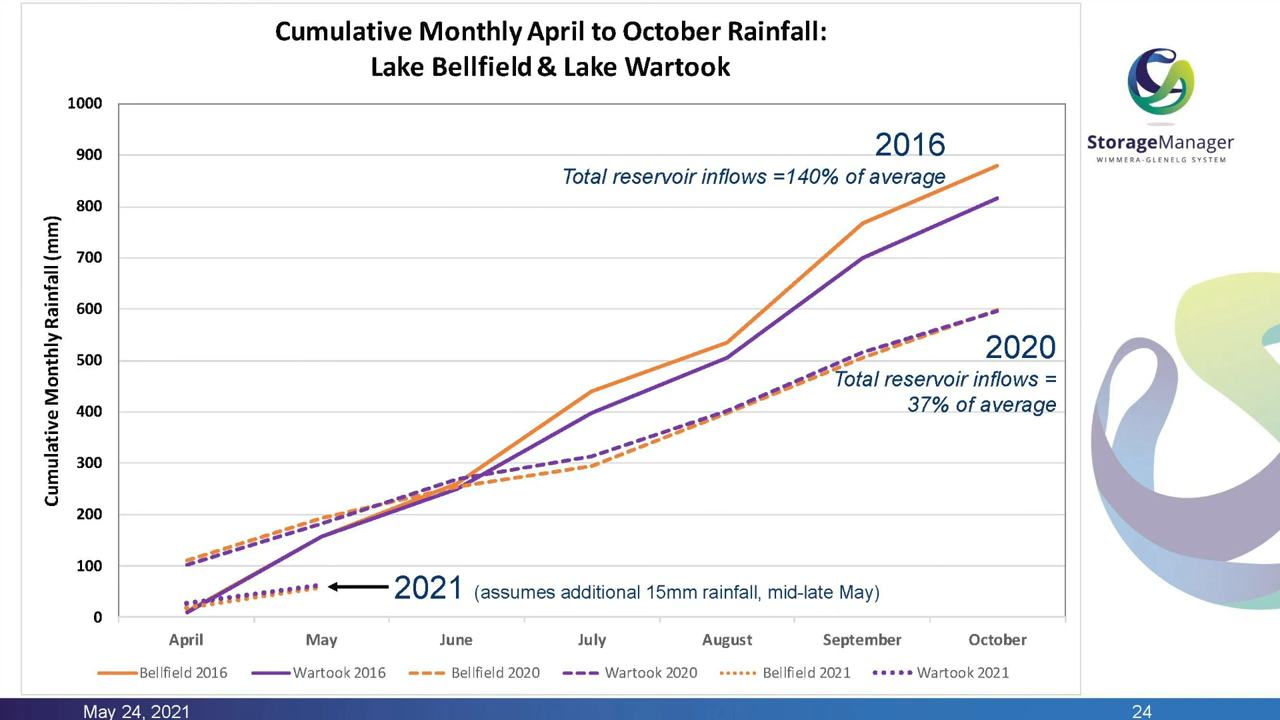 Cumulative Monthly April to October Rainfall:
Lake Bellfield & Lake Wartook
StorageManager
WIMMERA-GLENELG SYSTEM
Cumulative Monthly Rainfall (mm)
1000
900
800
700
600
500
400
300
200
100
0
2016
Total reservoir inflows =140% of average
2020
Total reservoir inflows =
37% of average
2021 (assumes additional 15mm rainfall, mid-late May)
April May June July August September October
Bellfield 2016 Wartook 2016 Bellfield 2020 Wartook 2020 Bellfield 2021 Wartook 2021
May 24, 2021 24